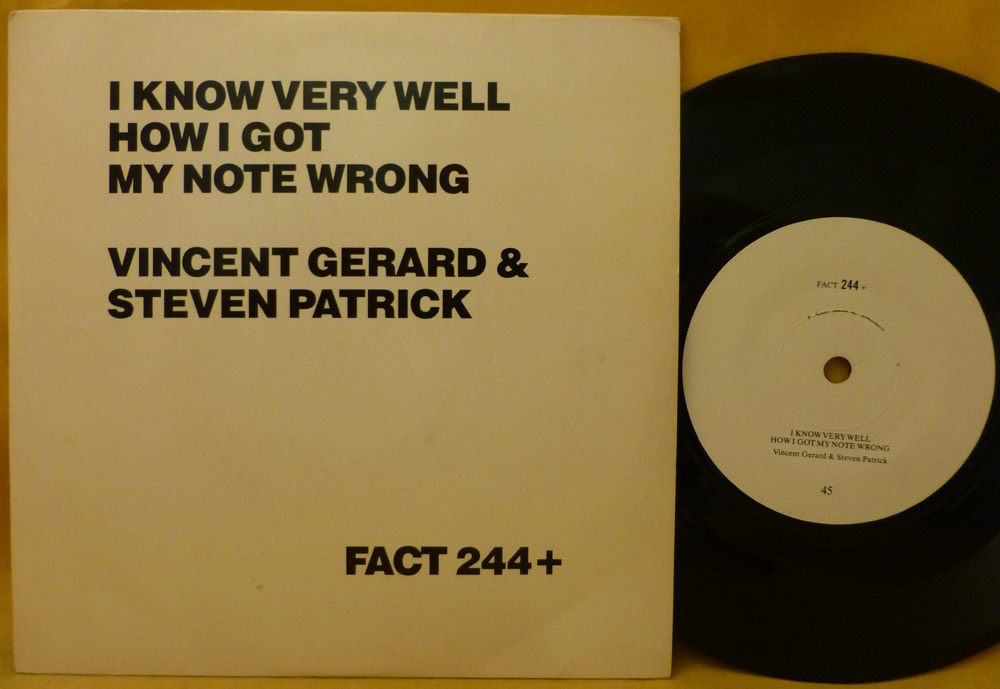 I KNOW VERY WELL
HOW I GOT
MY NOTE WRONG
VINCENT GERARD &
STEVEN PATRICK
FACT 244+
FACT 244+
I KNOW VERY WELL
HOW I GOT MY NOTE WRONG
Vincent Gerard & Steven Patrick
45